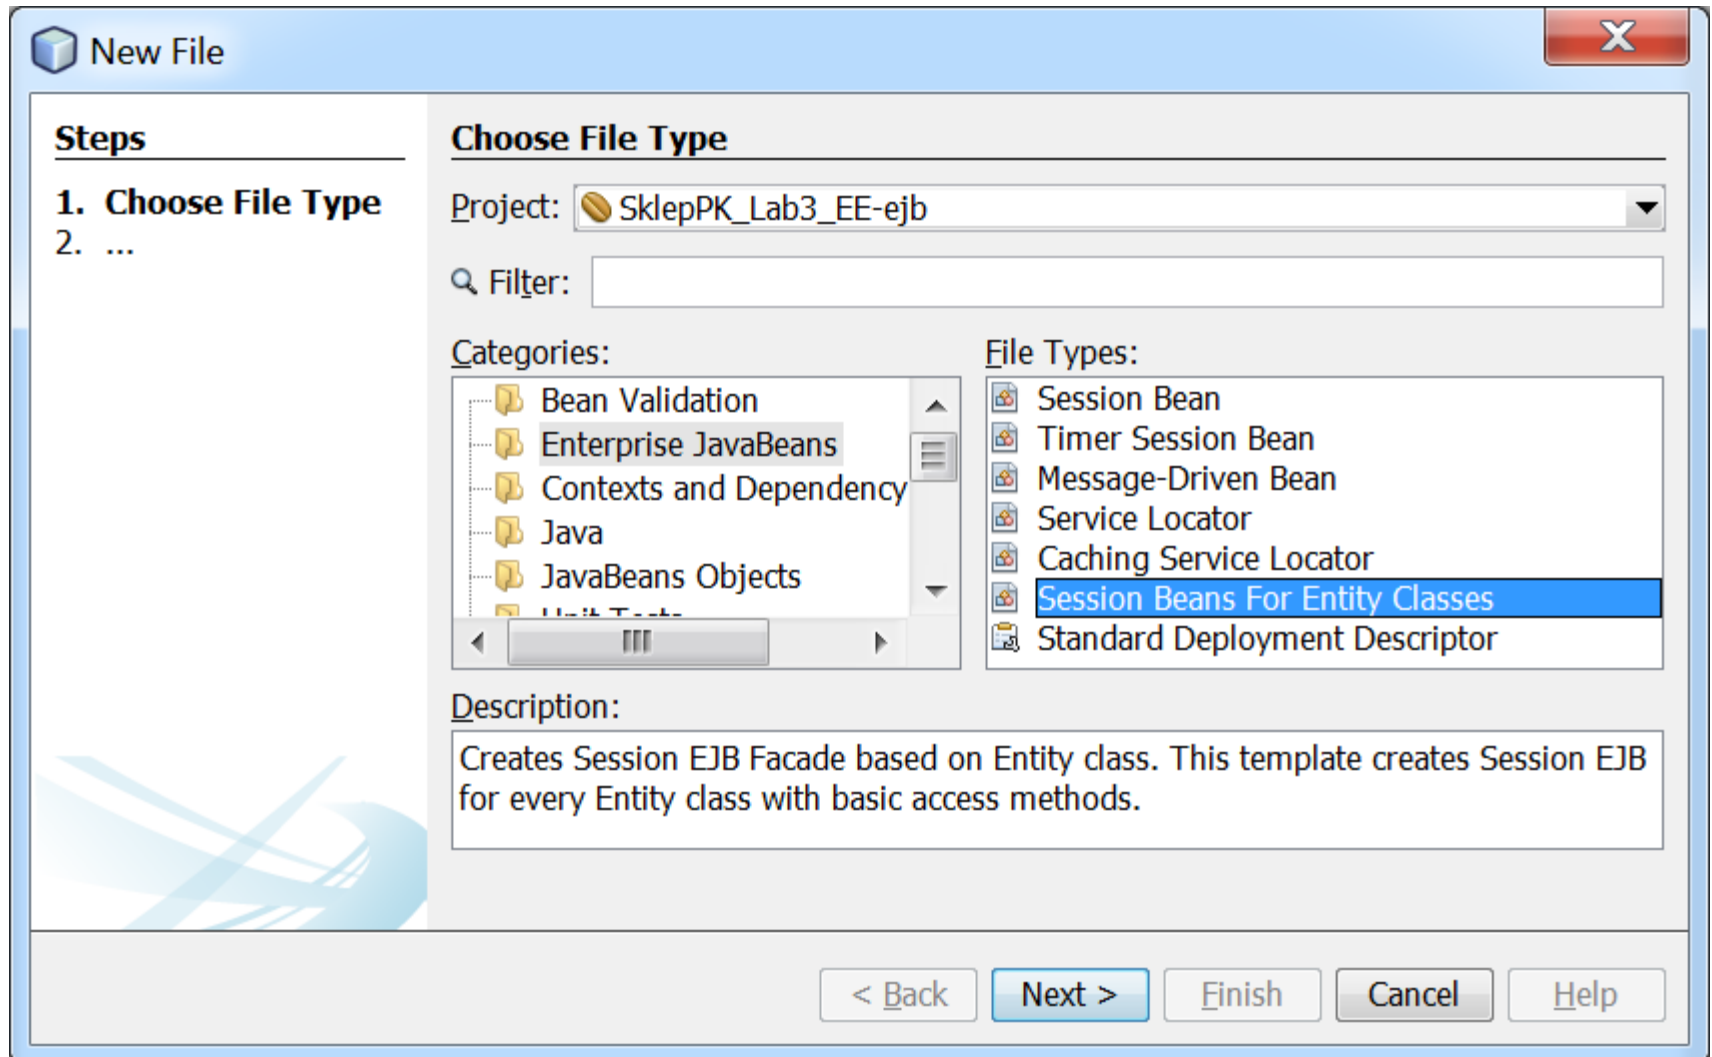 New File
Steps
1. Choose File Type
2. ...
Choose File Type
Project: SklepPK_Lab3_EE-ejb
Filter:
Categories:
Bean Validation
Enterprise JavaBeans
Contexts and Dependency
Java
JavaBeans Objects
Unit Tests
File Types:
Session Bean
Timer Session Bean
Message-Driven Bean
Service Locator
Caching Service Locator
Session Beans For Entity Classes
Standard Deployment Descriptor
Description:
Creates Session EJB Facade based on Entity class. This template creates Session EJB
for every Entity class with basic access methods.
< Back
Next >
Finish
Cancel
Help